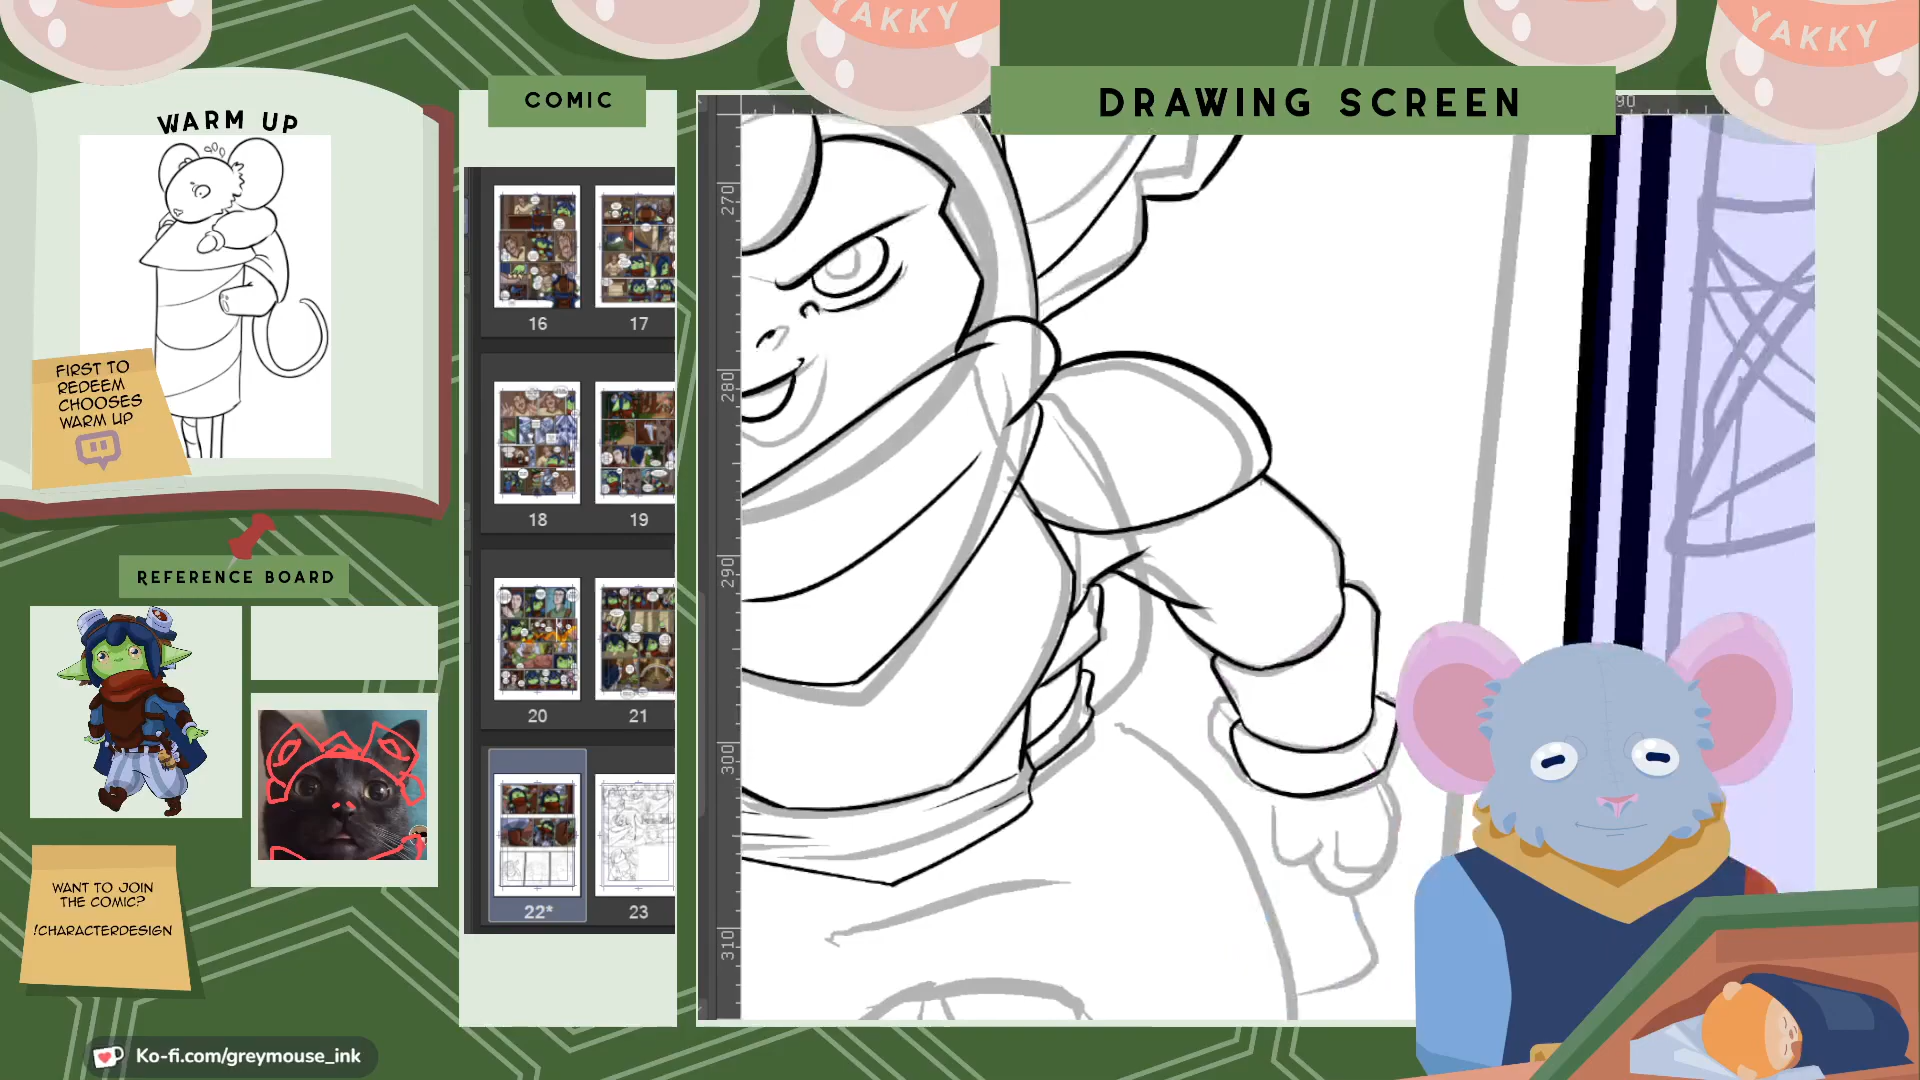 YAKKY
YAKKY
WARM UP
FIRST TO
REDEEM
CHOOSES
WARM UP
COMIC
16
17
18
19
20
21
22*
23
DRAWING SCREEN
90
270
280
290
300
310
REFERENCE BOARD
WANT TO JOIN
THE COMIC?
!CHARACTERDESIGN
Ko-fi.com/greymouse_ink